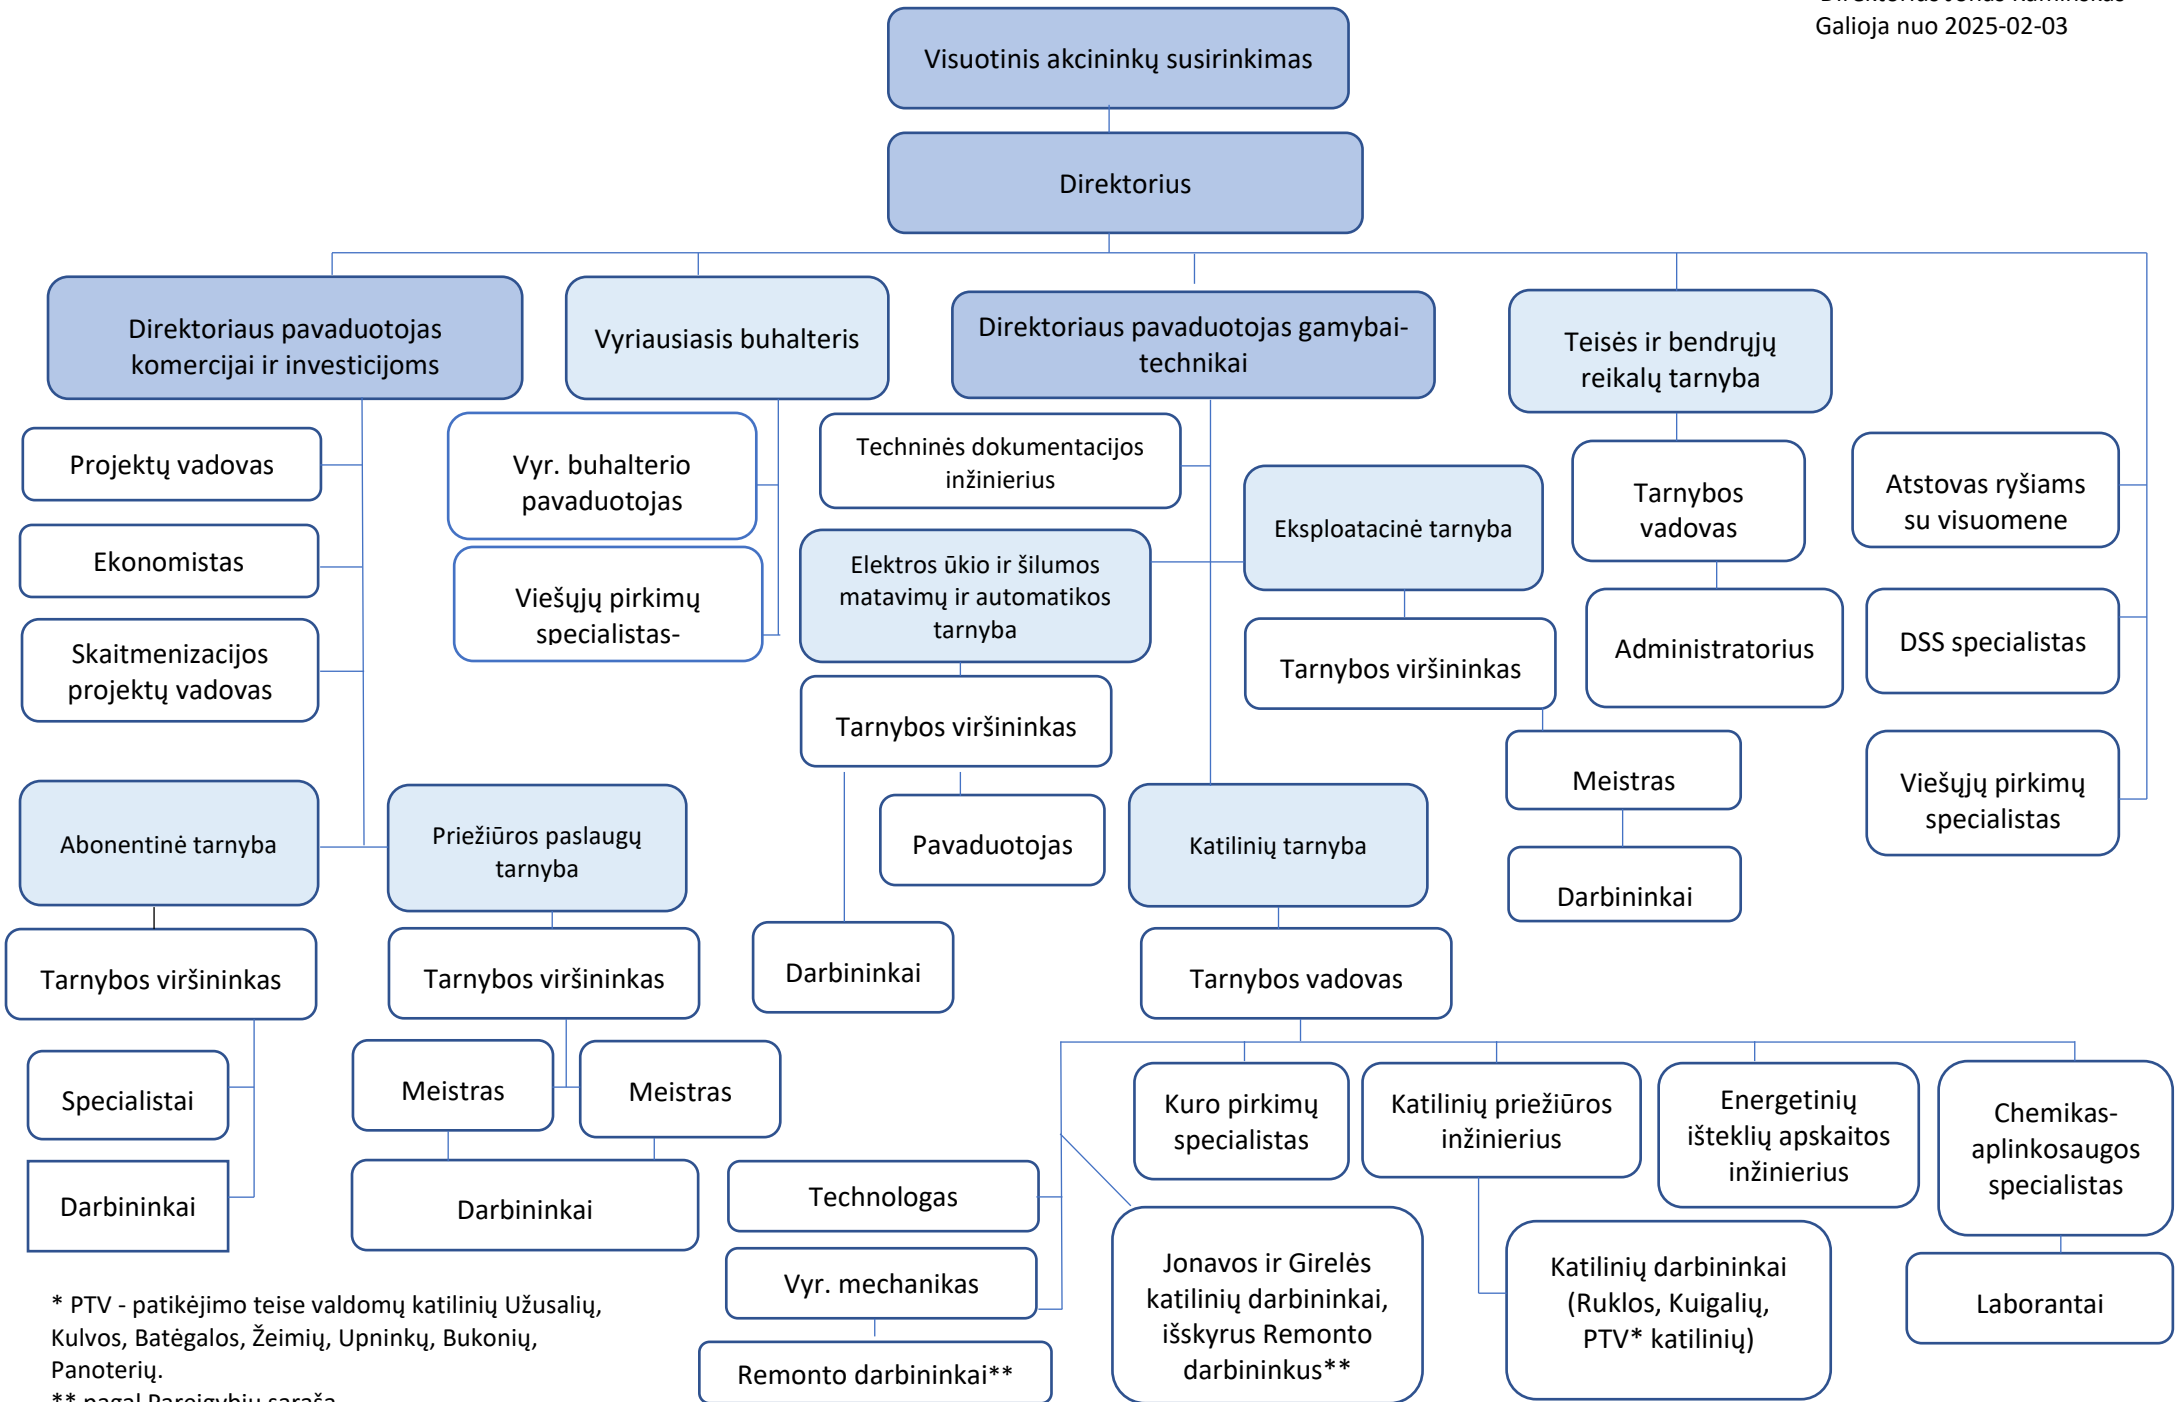 Direktorius Jonas Kaminskas
Galioja nuo 2025-02-03
Visuotinis akcininkų susirinkimas
Direktorius
Direktoriaus pavaduotojas
komercijai ir investicijoms
Vyriausiasis buhalteris
Direktoriaus pavaduotojas gamybai-
technikai
Teisės ir bendrųjų
reikalų tarnyba
Projektų vadovas
Ekonomistas
Skaitmenizacijos
projektų vadovas
Vyr. buhalterio
pavaduotojas
Viešųjų pirkimų
specialistas-
Techninės dokumentacijos
inžinierius
Elektros ūkio ir šilumos
matavimų ir automatikos
tarnyba
Eksploatacinė tarnyba
Tarnybos
vadovas
Administratorius
Atstovas ryšiams
su visuomene
DSS specialistas
Viešųjų pirkimų
specialistas
Tarnybos viršininkas
Tarnybos viršininkas
Meistras
Darbininkai
Pavaduotojas
Darbininkai
Abonentinė tarnyba
Priežiūros paslaugų
tarnyba
Katilinių tarnyba
Tarnybos viršininkas
Tarnybos viršininkas
Tarnybos vadovas
Specialistai
Darbininkai
Meistras
Meistras
Darbininkai
Kuro pirkimų
specialistas
Katilinių priežiūros
inžinierius
Energetinių
išteklių apskaitos
inžinierius
Chemikas-
aplinkosaugos
specialistas
Technologas
Vyr. mechanikas
Remonto darbininkai**
Jonavos ir Girelės
katilinių darbininkai,
išskyrus Remonto
darbininkus**
Katilinių darbininkai
(Ruklos, Kuigalių,
PTV* katilinių)
Laborantai
* PTV - patikėjimo teise valdomų katilinių Užusalių,
Kulvos, Batėgalos, Žeimių, Upninkų, Bukonių,
Panoterių.
** pagal Pareigybių sąrašą